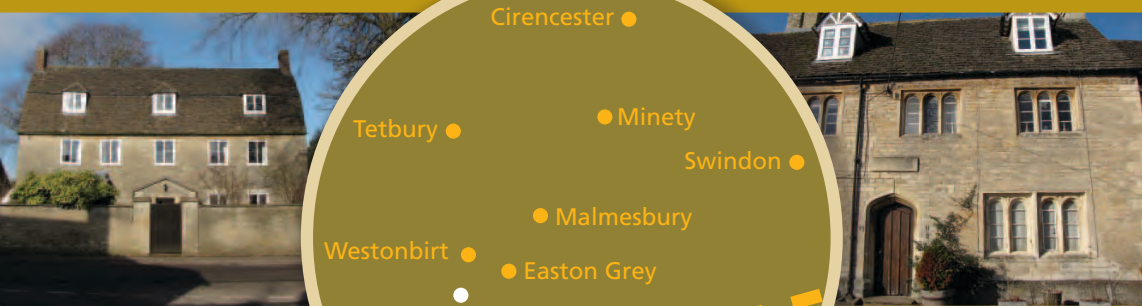 Cirencester
Minety
Tetbury
Swindon
Malmesbury
Westonbirt
Easton Grey